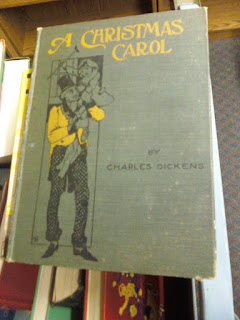 A CHRISTMAS
CAROL
BY
CHARLES DICKENS